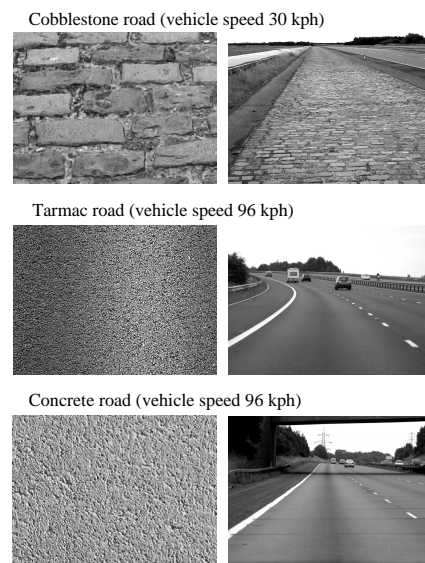 Cobblestone road (vehicle speed 30 kph)
Tarmac road (vehicle speed 96 kph)
Concrete road (vehicle speed 96 kph)